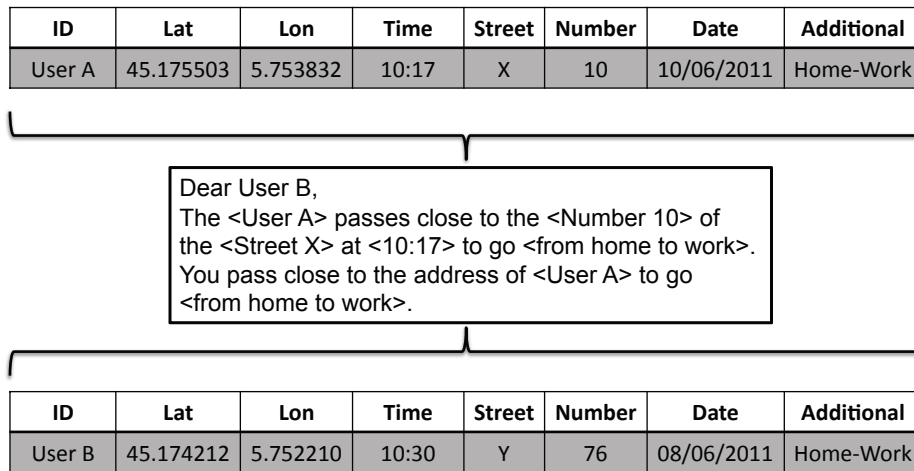 ID Lat Lon Time Street Number Date Additional
User A 45.175503 5.753832 10:17 X 10 10/06/2011 Home-Work
Dear User B,
The <User A> passes close to the <Number 10> of
the <Street X> at <10:17> to go <from home to work>.
You pass close to the address of <User A> to go
<from home to work>.
ID Lat Lon Time Street Number Date Additional
User B 45.174212 5.752210 10:30 Y 76 08/06/2011 Home-Work